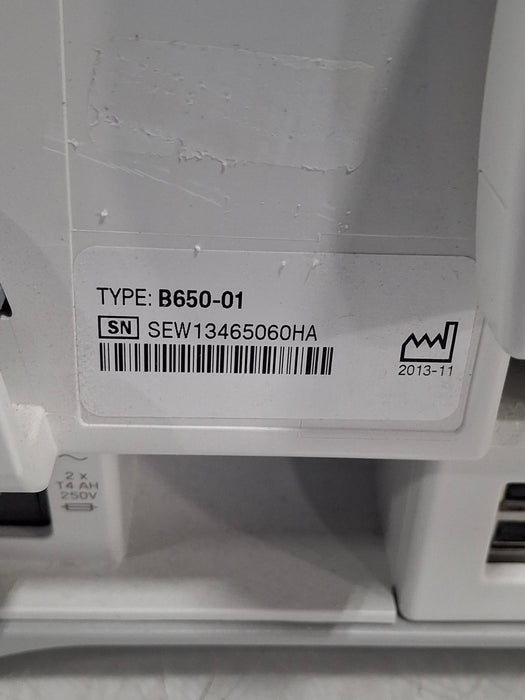 TYPE: B650-01
SN SEW13465060HA
2013-11
2 x
T4 AH
250V